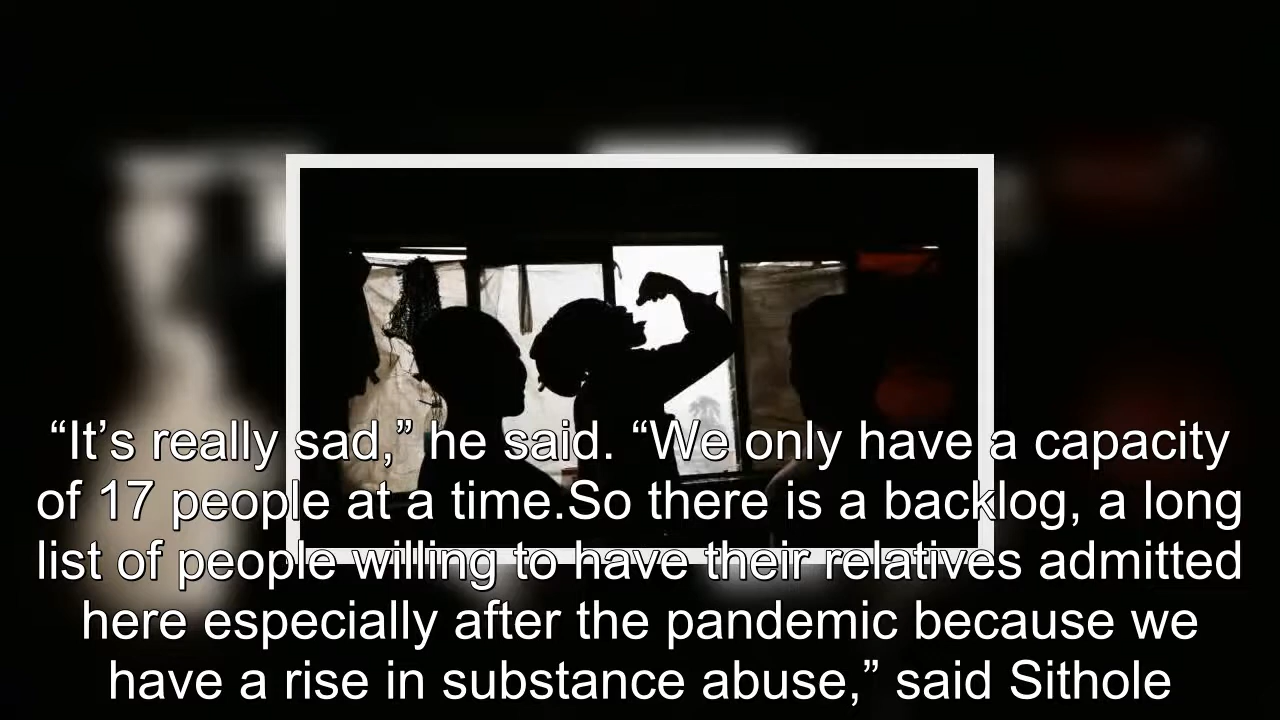 “It’s really sad,” he said. “We only have a capacity
of 17 people at a time.So there is a backlog, a long
list of people willing to have their relatives admitted
here especially after the pandemic because we
have a rise in substance abuse,” said Sithole